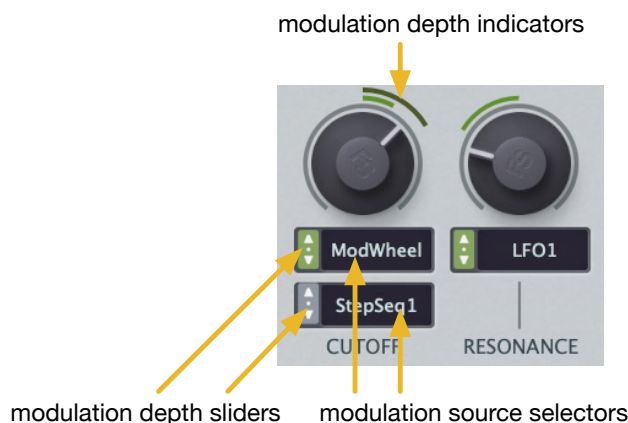 modulation depth indicators
ModWheel
LFO1
StepSeq1
CUTOFF
RESONANCE
modulation depth sliders
modulation source selectors